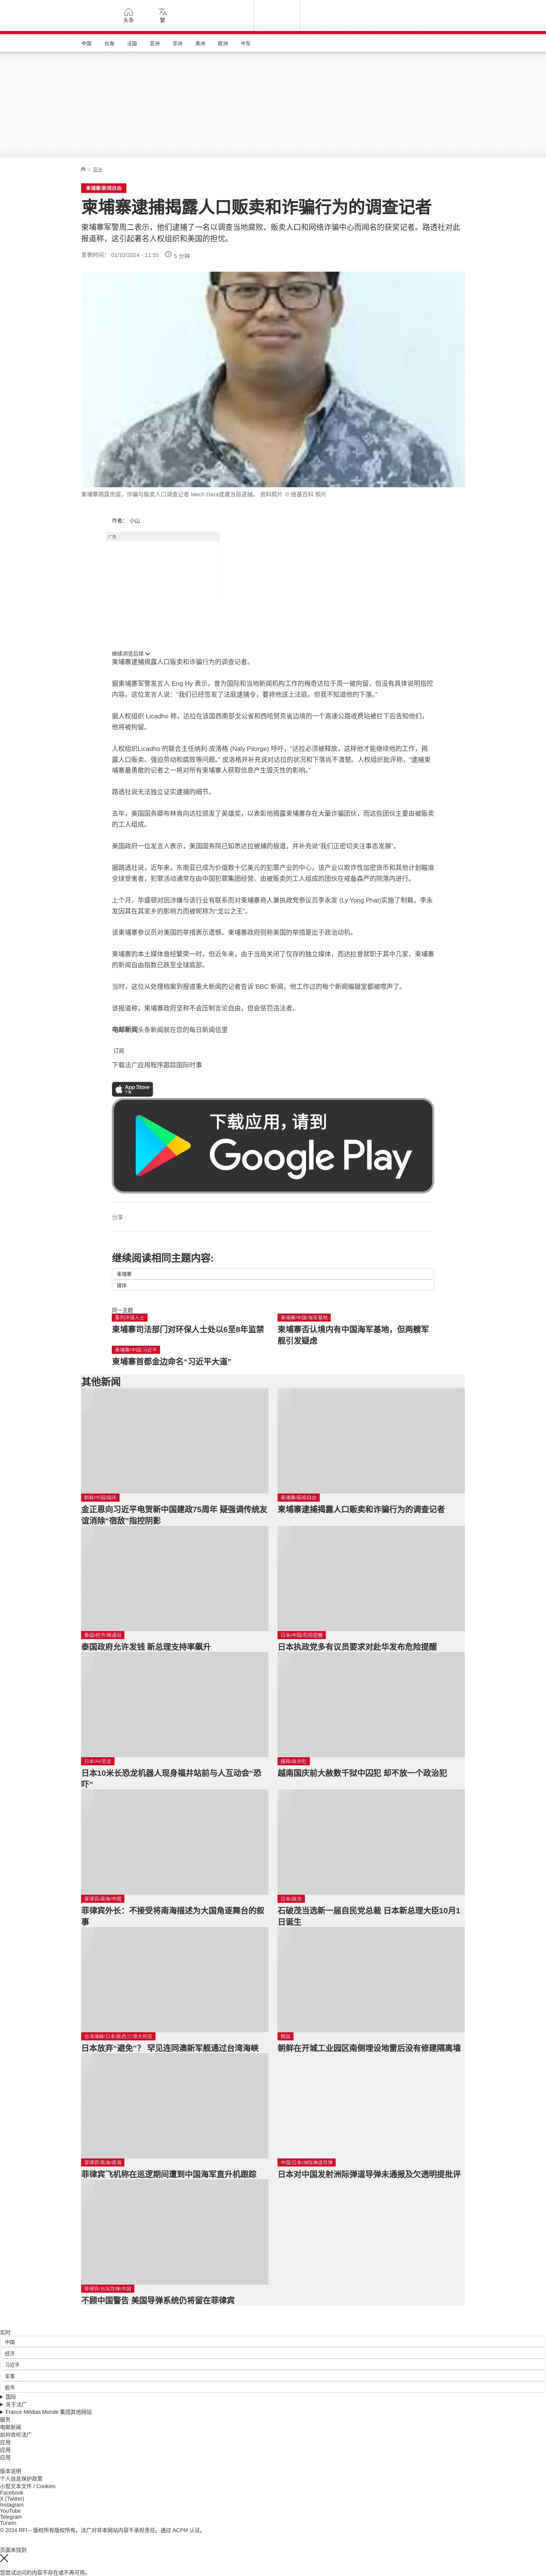 头条
繁
中国
台海
法国
亚洲
非洲
美洲
欧洲
中东
/ 亚洲
柬埔寨/新闻自由
柬埔寨逮捕揭露人口贩卖和诈骗行为的调查记者
柬埔寨军警周二表示，他们逮捕了一名以调查当地腐败、贩卖人口和网络诈骗中心而闻名的获奖记者。路透社对此
报道称，这引起著名人权组织和美国的担忧。
发表时间： 01/10/2024 - 11:55
5 分钟
柬埔寨揭露贪腐，诈骗与贩卖人口调查记者 Mech Dara或遭当局逮捕。 资料照片 © 维基百科 照片
作者： 小山
广告
继续浏览后续
柬埔寨逮捕揭露人口贩卖和诈骗行为的调查记者。
据柬埔寨军警发言人 Eng Hy 表示，曾为国际和当地新闻机构工作的梅奇达拉于周一被拘留，但没有具体说明指控
内容。这位发言人说：“我们已经签发了法庭逮捕令，要将他送上法庭。但我不知道他的下落。”
据人权组织 Licadho 称，达拉在该国西南部戈公省和西哈努克省边境的一个高速公路收费站被拦下后告知他们，
他将被拘留。
人权组织Licadho 的联合主任纳利·皮洛格 (Naly Pilorge) 呼吁，“达拉必须被释放，这样他才能继续他的工作，揭
露人口贩卖、强迫劳动和腐败等问题。” 皮洛格并补充说对达拉的状况和下落尚不清楚。人权组织批评称，“逮捕柬
埔寨最勇敢的记者之一将对所有柬埔寨人获取信息产生毁灭性的影响。”
路透社说无法独立证实逮捕的细节。
去年，美国国务卿布林肯向达拉颁发了英雄奖，以表彰他揭露柬埔寨存在大量诈骗团伙，而这些团伙主要由被贩卖
的工人组成。
美国政府一位发言人表示，美国国务院已知悉达拉被捕的报道，并补充说“我们正密切关注事态发展”。
据路透社说，近年来，东南亚已成为价值数十亿美元的犯罪产业的中心，该产业以欺诈性加密货币和其他计划瞄准
全球受害者，犯罪活动通常在由中国犯罪集团经营、由被贩卖的工人组成的团伙在戒备森严的院落内进行。
上个月，华盛顿对因涉嫌与该行业有联系而对柬埔寨商人兼执政党参议员李永发 (Ly Yong Phat)实施了制裁，李永
发因其在其家乡的影响力而被昵称为“戈公之王”。
该柬埔寨参议员对美国的举措表示遗憾。柬埔寨政府则称美国的举措是出于政治动机。
柬埔寨的本土媒体曾经繁荣一时，但近年来，由于当局关闭了仅存的独立媒体，而达拉曾就职于其中几家，柬埔寨
的新闻自由指数已跌至全球底部。
当时，这位从处理档案到报道重大新闻的记者告诉 BBC 新闻，他工作过的每个新闻编辑室都被噤声了。
该报道称，柬埔寨政府坚称不会压制言论自由，但会惩罚违法者。
电邮新闻头条新闻就在您的每日新闻信里
订阅
下载法广应用程序跟踪国际时事
App Store
下载
下载应用，请到
Google Play
分享 :
继续阅读相同主题内容:
柬埔寨
媒体
同一主题
重判环保人士
柬埔寨司法部门对环保人士处以6至8年监禁
柬埔寨/中国/海军基地
柬埔寨否认境内有中国海军基地，但两艘军
舰引发疑虑
柬埔寨/中国/习近平
柬埔寨首都金边命名“习近平大道”
其他新闻
朝鲜/中国/国庆
金正恩向习近平电贺新中国建政75周年 疑强调传统友
谊消除“宿敌”指控阴影
柬埔寨/新闻自由
柬埔寨逮捕揭露人口贩卖和诈骗行为的调查记者
泰国/经济/铁通坦
泰国政府允许发钱 新总理支持率飙升
日本/中国/危险提醒
日本执政党多有议员要求对赴华发布危险提醒
日本/AI/恐龙
日本10米长恐龙机器人现身福井站前与人互动会“恐
吓”
越南/政治犯
越南国庆前大赦数千狱中囚犯 却不放一个政治犯
菲律宾/南海/中国
菲律宾外长：不接受将南海描述为大国角逐舞台的叙
事
日本/政治
石破茂当选新一届自民党总裁 日本新总理大臣10月1
日诞生
台湾海峡/日本/新西兰/澳大利亚
日本放弃“避免”？ 罕见连同澳新军舰通过台湾海峡
韩国
朝鲜在开城工业园区南侧埋设地雷后没有修建隔离墙
菲律宾/南海/南海
菲律宾飞机称在巡逻期间遭到中国海军直升机跟踪
中国/日本/洲际弹道导弹
日本对中国发射洲际弹道导弹未通报及欠透明提批评
菲律宾/台风导弹/中国
不顾中国警告 美国导弹系统仍将留在菲律宾
实时
中国
经济
习近平
军事
股市
国际
关于法广
France Médias Monde 集团其他网站
服务
电邮新闻
如何收听法广
应用
应用
应用
版本说明
个人信息保护政策
小型文本文件 / Cookies
Facebook
X (Twitter)
Instagram
YouTube
Telegram
TuneIn
© 2024 RFI – 版权所有版权所有。法广对非本网站内容不承担责任。通过 ACPM 认证。
页面未找到
您尝试访问的内容不存在或不再可用。